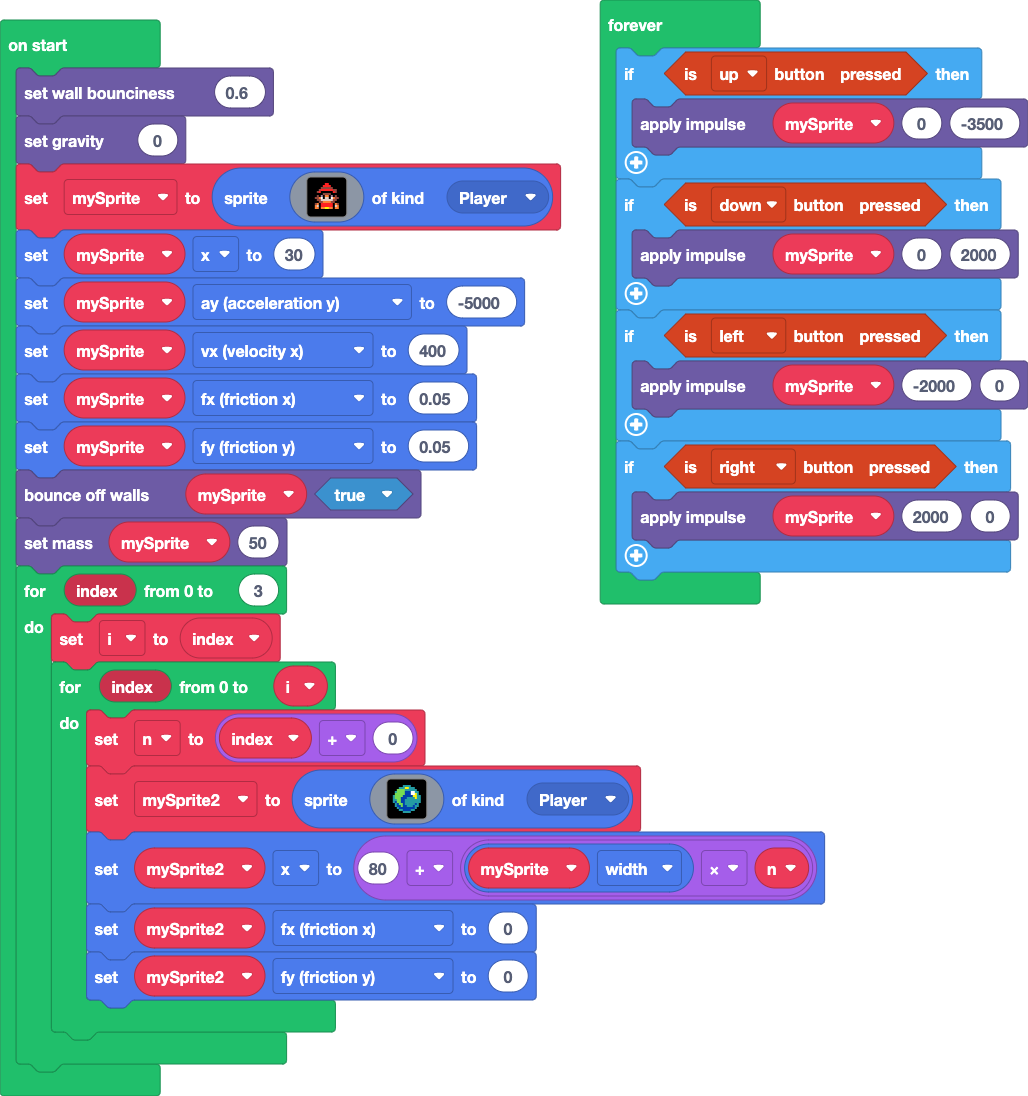 on start
set wall bounciness 0.6
set gravity 0
set mySprite to sprite of kind Player
set mySprite x to 30
set mySprite ay (acceleration y) to -5000
set mySprite vx (velocity x) to 400
set mySprite fx (friction x) to 0.05
set mySprite fy (friction y) to 0.05
bounce off walls mySprite true
set mass mySprite 50
for index from 0 to 3
do
set i to index
for index from 0 to i
do
set n to index + 0
set mySprite2 to sprite of kind Player
set mySprite2 x to 80 + mySprite width × n
set mySprite2 fx (friction x) to 0
set mySprite2 fy (friction y) to 0
forever
if is up button pressed then
apply impulse mySprite 0 -3500
if is down button pressed then
apply impulse mySprite 0 2000
if is left button pressed then
apply impulse mySprite -2000 0
if is right button pressed then
apply impulse mySprite 2000 0